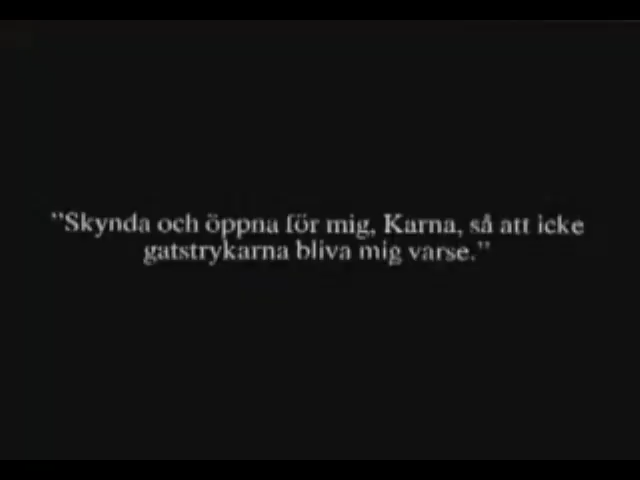 ”Skynda och öppna för mig, Karna, så att icke
gatstrykarna bliva mig varse.”